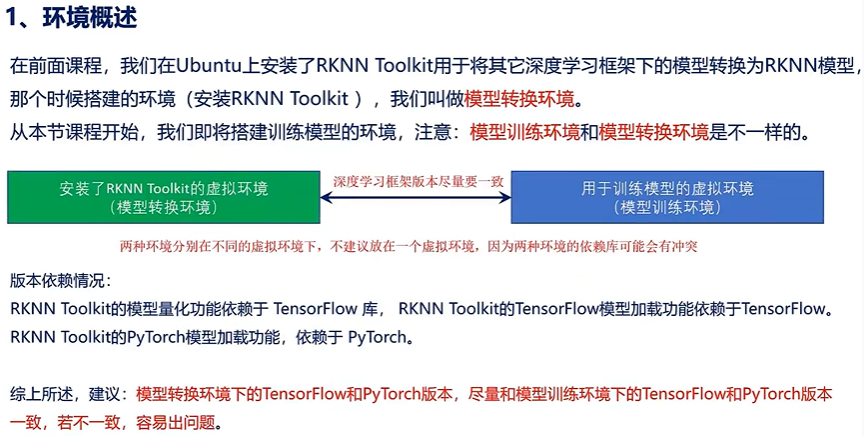 1、环境概述
在前面课程，我们在Ubuntu上安装了RKNN Toolkit用于将其它深度学习框架下的模型转换为RKNN模型，
那个时候搭建的环境（安装RKNN Toolkit ），我们叫做模型转换环境。
从本节课程开始，我们即将搭建训练模型的环境，注意：模型训练环境和模型转换环境是不一样的。
安装了RKNN Toolkit的虚拟环境
（模型转换环境）
深度学习框架版本尽量要一致
用于训练模型的虚拟环境
（模型训练环境）
两种环境分别在不同的虚拟环境下，不建议放在一个虚拟环境，因为两种环境的依赖库可能会有冲突
版本依赖情况：
RKNN Toolkit的模型量化功能依赖于 TensorFlow 库， RKNN Toolkit的TensorFlow模型加载功能依赖于TensorFlow。
RKNN Toolkit的PyTorch模型加载功能，依赖于 PyTorch。
综上所述，建议：模型转换环境下的TensorFlow和PyTorch版本，尽量和模型训练环境下的TensorFlow和PyTorch版本
一致，若不一致，容易出问题。